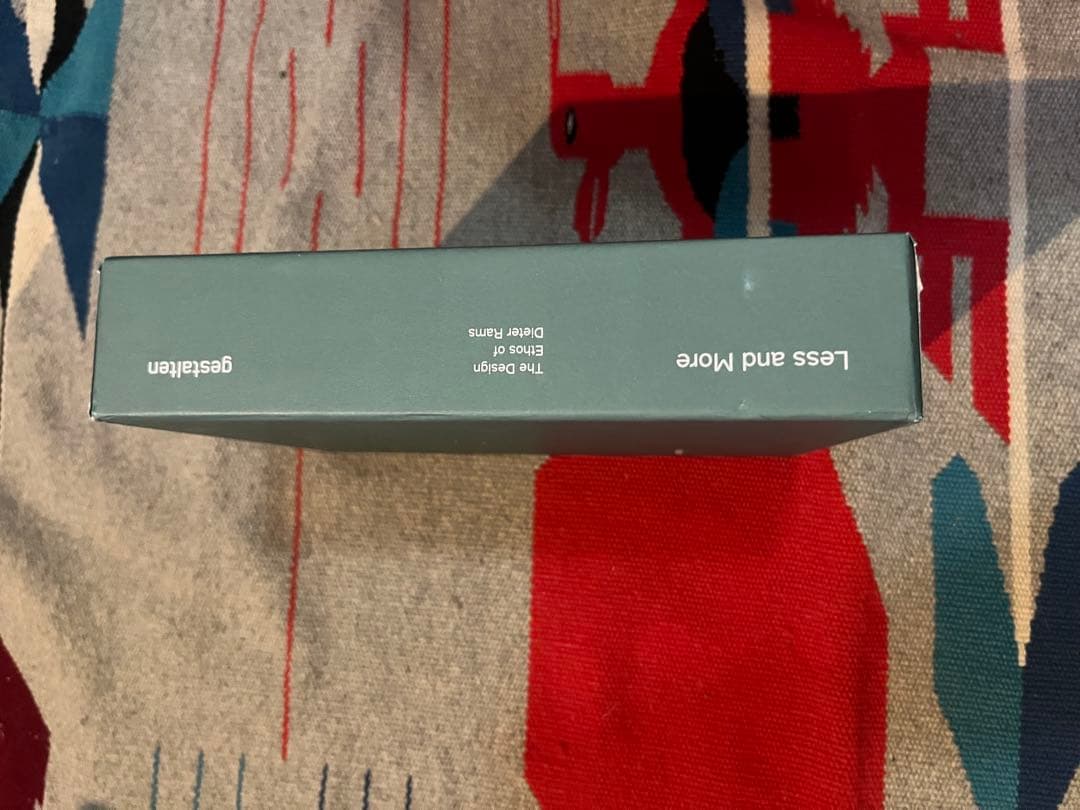 Less and More
The Design
Ethos of
Dieter Rams
gestalten